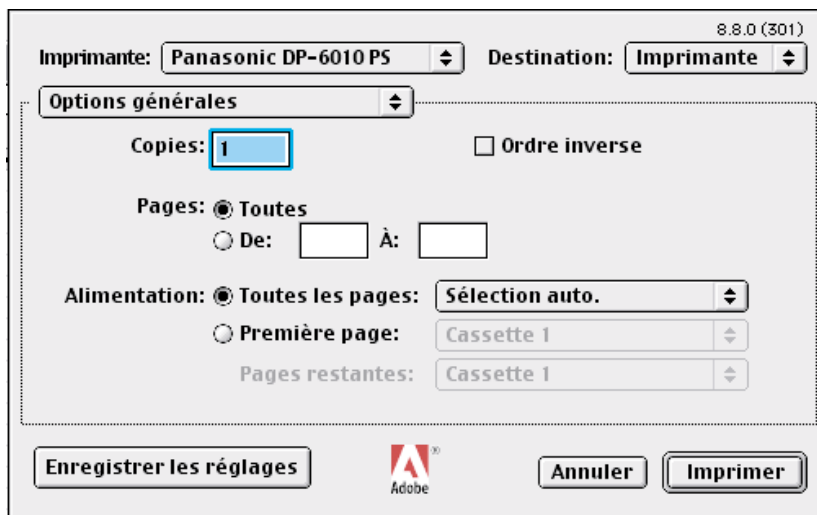 8.8.0 (301)
Imprimante: Panasonic DP-6010 PS Destination: Imprimante
Options générales
Copies: 1 Ordre inverse
Pages: Toutes
De: À:
Alimentation: Toutes les pages: Sélection auto.
Première page: Cassette 1
Pages restantes: Cassette 1
Enregistrer les réglages Adobe® Annuler Imprimer